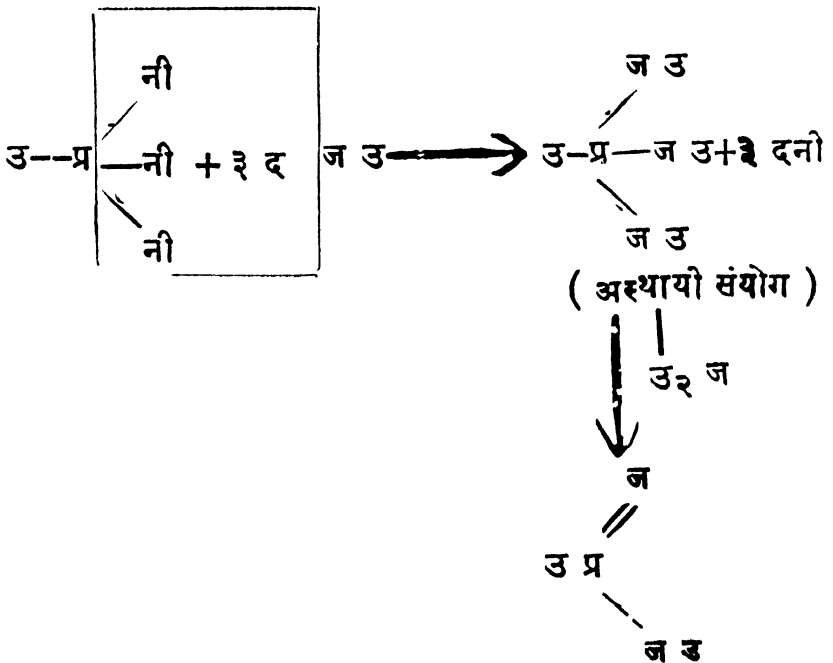 नी
ज उ
उ--प्र—नी + ३ द ज उ → उ-प्र—ज उ+३ दनी
नी
ज उ
( अस्थायी संयोग )
उ२ ज
ज
उ प्र
ज ड